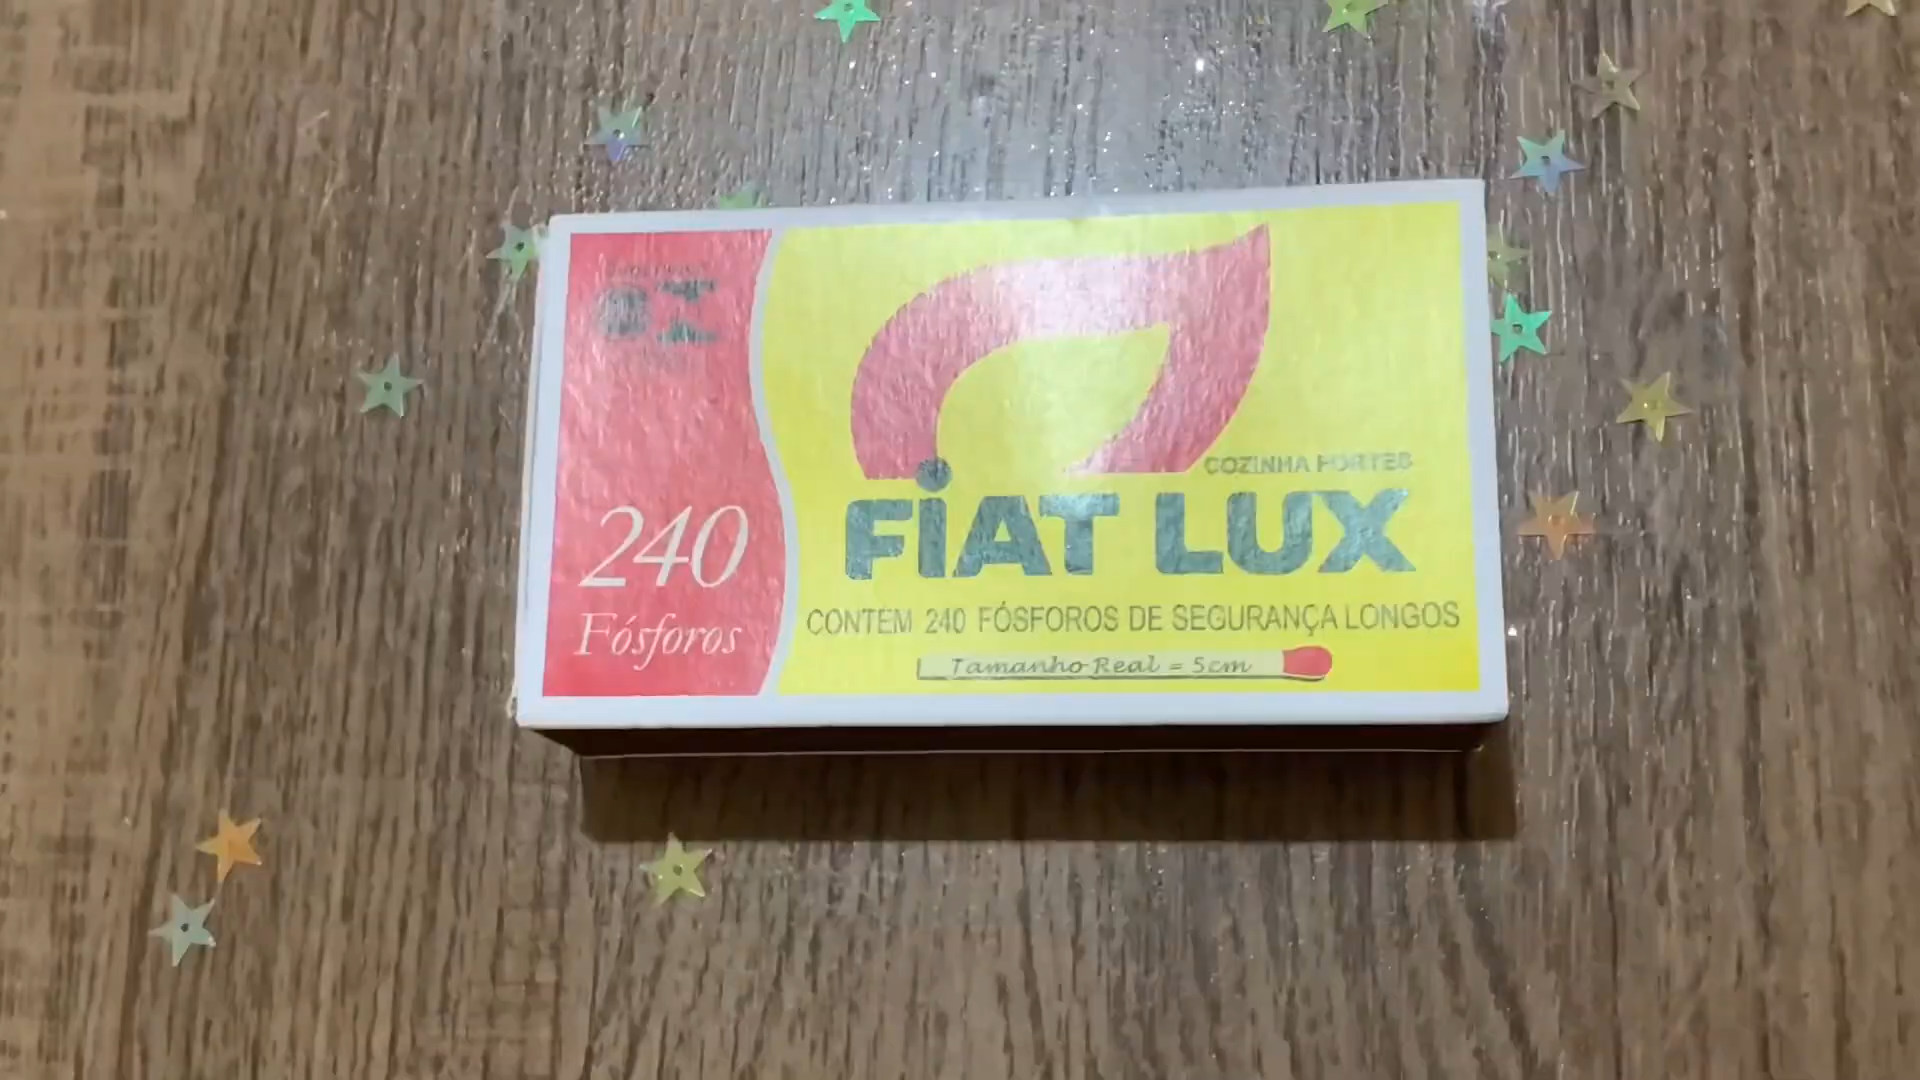 240
Fósforos
COZINHA FORTES
FiAT LUX
CONTEM 240 FÓSFOROS DE SEGURANÇA LONGOS
Tamanho Real = 5cm